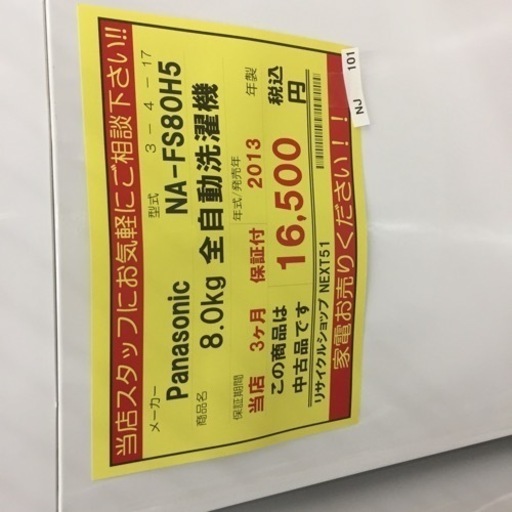 当店スタッフにお気軽にご相談下さい!!
メーカー 型式 3-4-17
Panasonic NA-FS80H5
商品名
8.0kg 全自動洗濯機
保証期間 年式/発売年
当店 3ヶ月 保証付 2013 年製
この商品は
中古品です
16,500 税込 円
リサイクルショップ NEXT51
家電お売りください!!
NJ 101